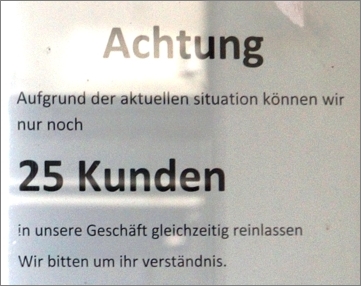 Achtung
Aufgrund der aktuellen situation können wir
nur noch
25 Kunden
in unsere Geschäft gleichzeitig reinlassen
Wir bitten um ihr verständnis.